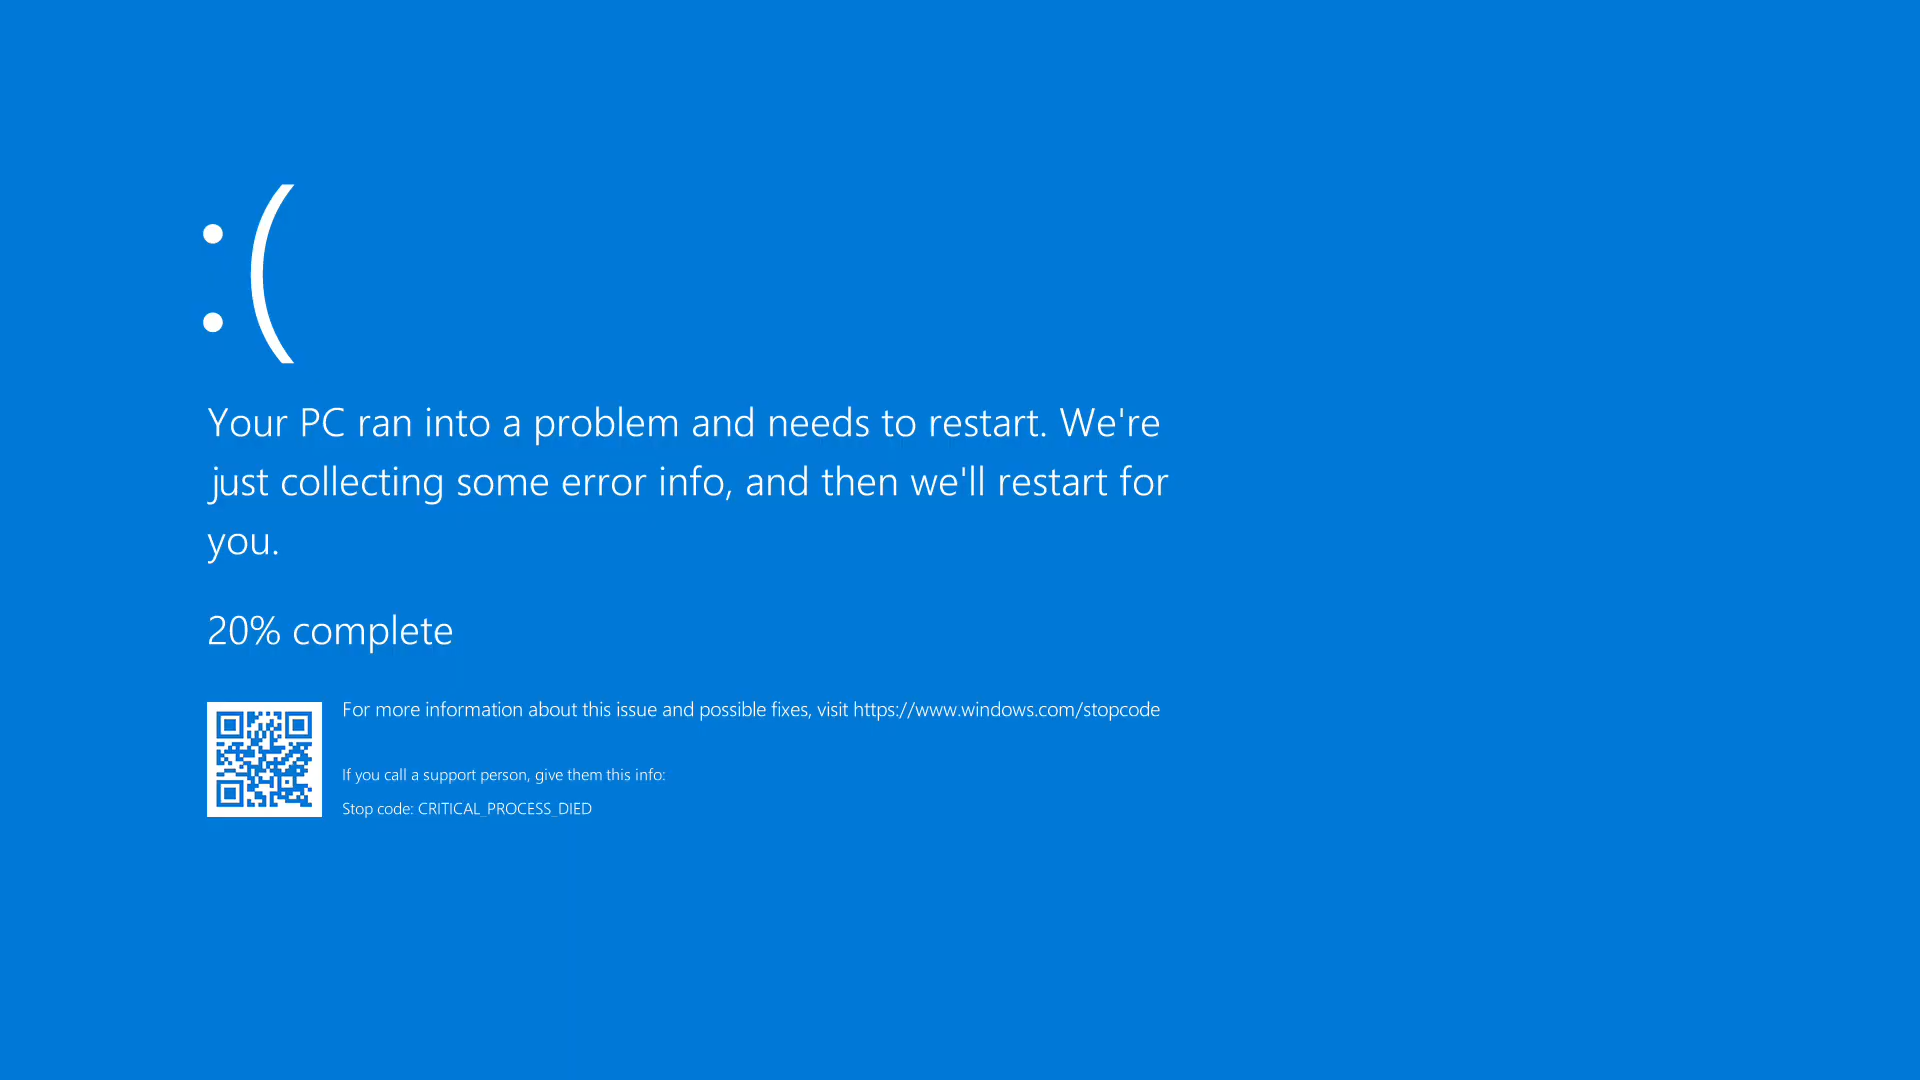 :(
Your PC ran into a problem and needs to restart. We're
just collecting some error info, and then we'll restart for
you.
20% complete
For more information about this issue and possible fixes, visit https://www.windows.com/stopcode
If you call a support person, give them this info:
Stop code: CRITICAL_PROCESS_DIED